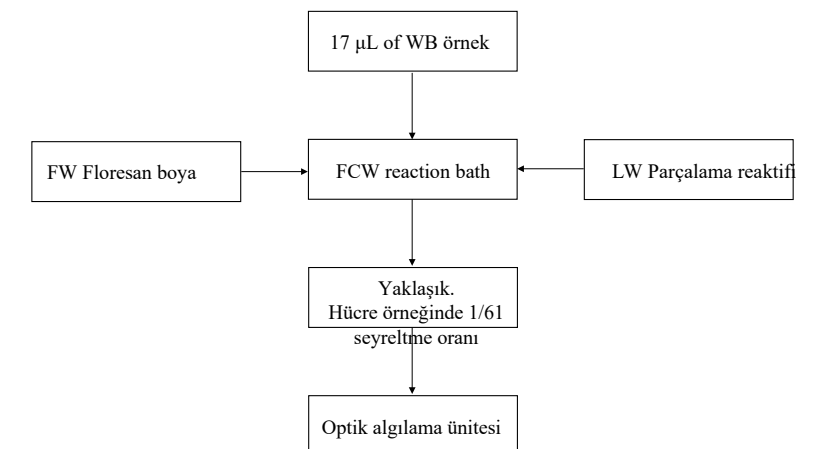 17 μL of WB örnek
FW Floresan boya
FCW reaction bath
LW Parçalama reaktifi
Yaklaşık.
Hücre örneğinde 1/61
seyreltme oranı
Optik algılama ünitesi